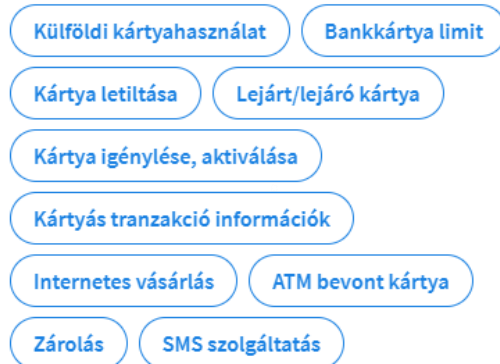 Külföldi kártyahasználat Bankkártya limit
Kártya letiltása Lejárt/lejáró kártya
Kártya igénylése, aktiválása
Kártyás tranzakció információk
Internetes vásárlás ATM bevont kártya
Zárolás SMS szolgáltatás